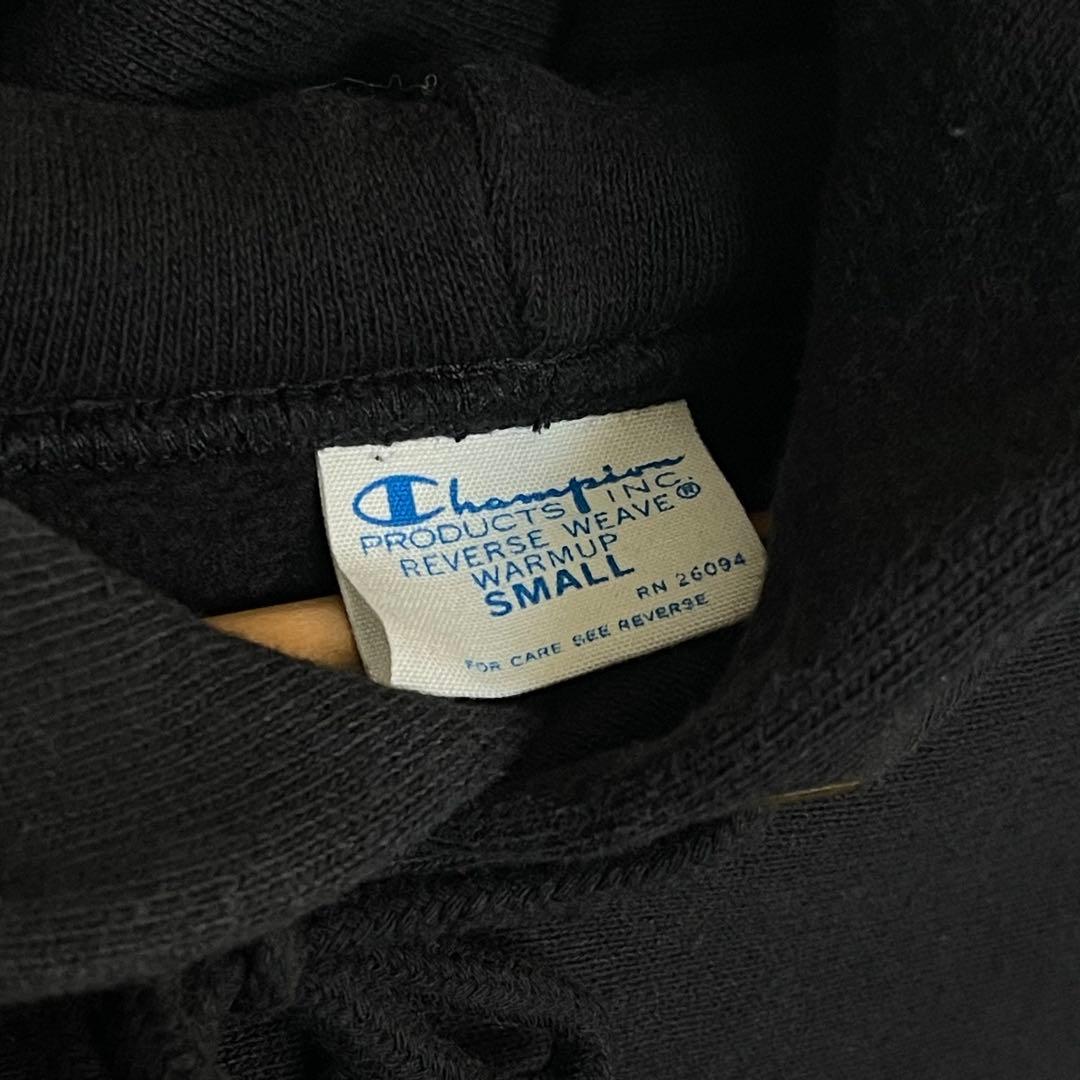 Champion
PRODUCTS INC.
REVERSE WEAVE®
WARMUP
SMALL
RN 26094
FOR CARE SEE REVERSE